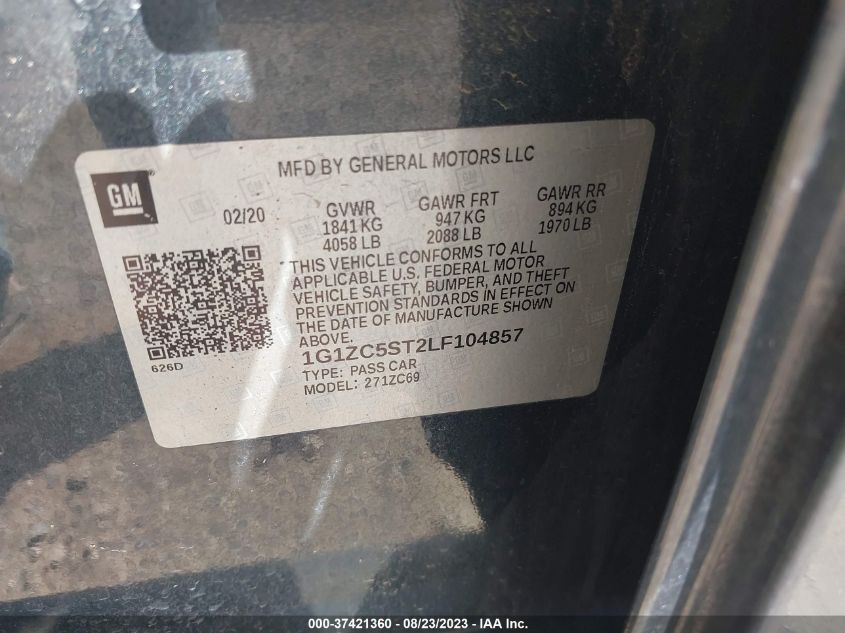 MFD BY GENERAL MOTORS LLC
GM
02/20
GVWR
1841 KG
4058 LB
GAWR FRT
947 KG
2088 LB
GAWR RR
894 KG
1970 LB
THIS VEHICLE CONFORMS TO ALL
APPLICABLE U.S. FEDERAL MOTOR
VEHICLE SAFETY, BUMPER, AND THEFT
PREVENTION STANDARDS IN EFFECT ON
THE DATE OF MANUFACTURE SHOWN
ABOVE.
626D
1G1ZC5ST2LF104857
TYPE: PASS CAR
MODEL: 271ZC69
000-37421360 - 08/23/2023 - IAAI Inc.